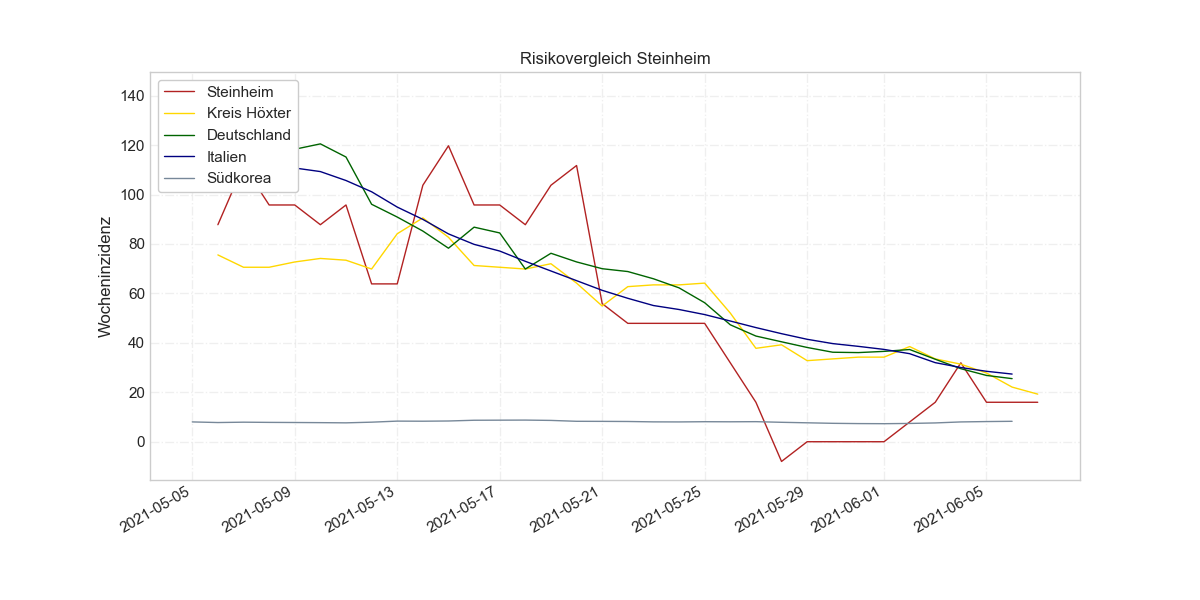 Risikovergleich Steinheim
Steinheim
Kreis Höxter
Deutschland
Italien
Südkorea
Wocheninzidenz
140
120
100
80
60
40
20
0
2021-05-05
2021-05-09
2021-05-13
2021-05-17
2021-05-21
2021-05-25
2021-05-29
2021-06-01
2021-06-05